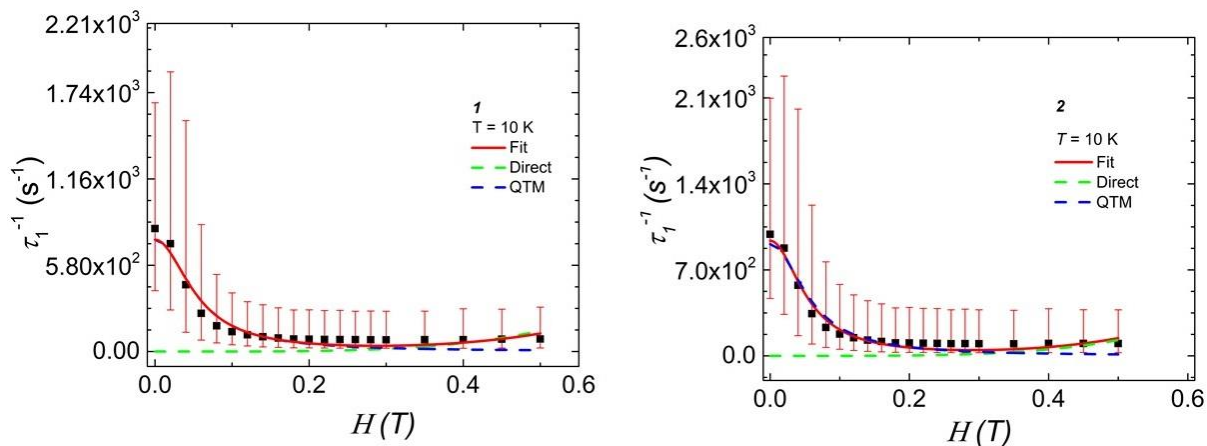 2.21x10³
1.74x10³
1.16x10³
5.80x10²
0.00
τ₁⁻¹ (s⁻¹)
0.0 0.2 0.4 0.6
H (T)
1
T = 10 K
Fit
Direct
QTM
2.6x10³
2.1x10³
1.4x10³
7.0x10²
0.0
τ₁⁻¹ (s⁻¹)
0.0 0.2 0.4 0.6
H (T)
2
T = 10 K
Fit
Direct
QTM